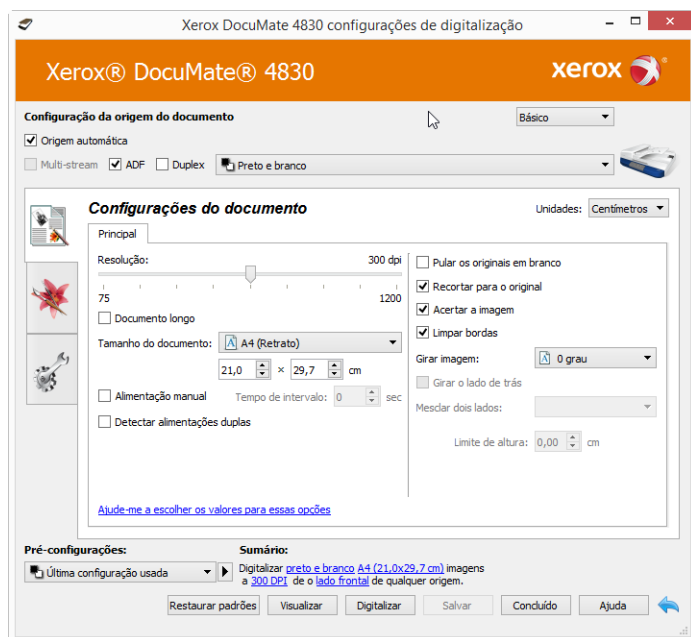 Xerox DocuMate 4830 configurações de digitalização
Xerox® DocuMate® 4830
xerox
Configuração da origem do documento
Básico
Origem automática
Multi-stream ADF Duplex Preto e branco
Configurações do documento
Unidades: Centímetros
Principal
Resolução: 300 dpi
75 1200
Documento longo
Tamanho do documento: A4 (Retrato)
21,0 × 29,7 cm
Alimentação manual Tempo de intervalo: 0 sec
Detectar alimentações duplas
Pular os originais em branco
Recortar para o original
Acertar a imagem
Limpar bordas
Girar imagem: 0 grau
Girar o lado de trás
Mesclar dois lados:
Limite de altura: 0,00 cm
Ajude-me a escolher os valores para essas opções
Pré-configurações:
Última configuração usada
Sumário:
Digitalizar preto e branco A4 (21,0x29,7 cm) imagens
a 300 DPI de o lado frontal de qualquer origem.
Restaurar padrões Visualizar Digitalizar Salvar Concluído Ajuda